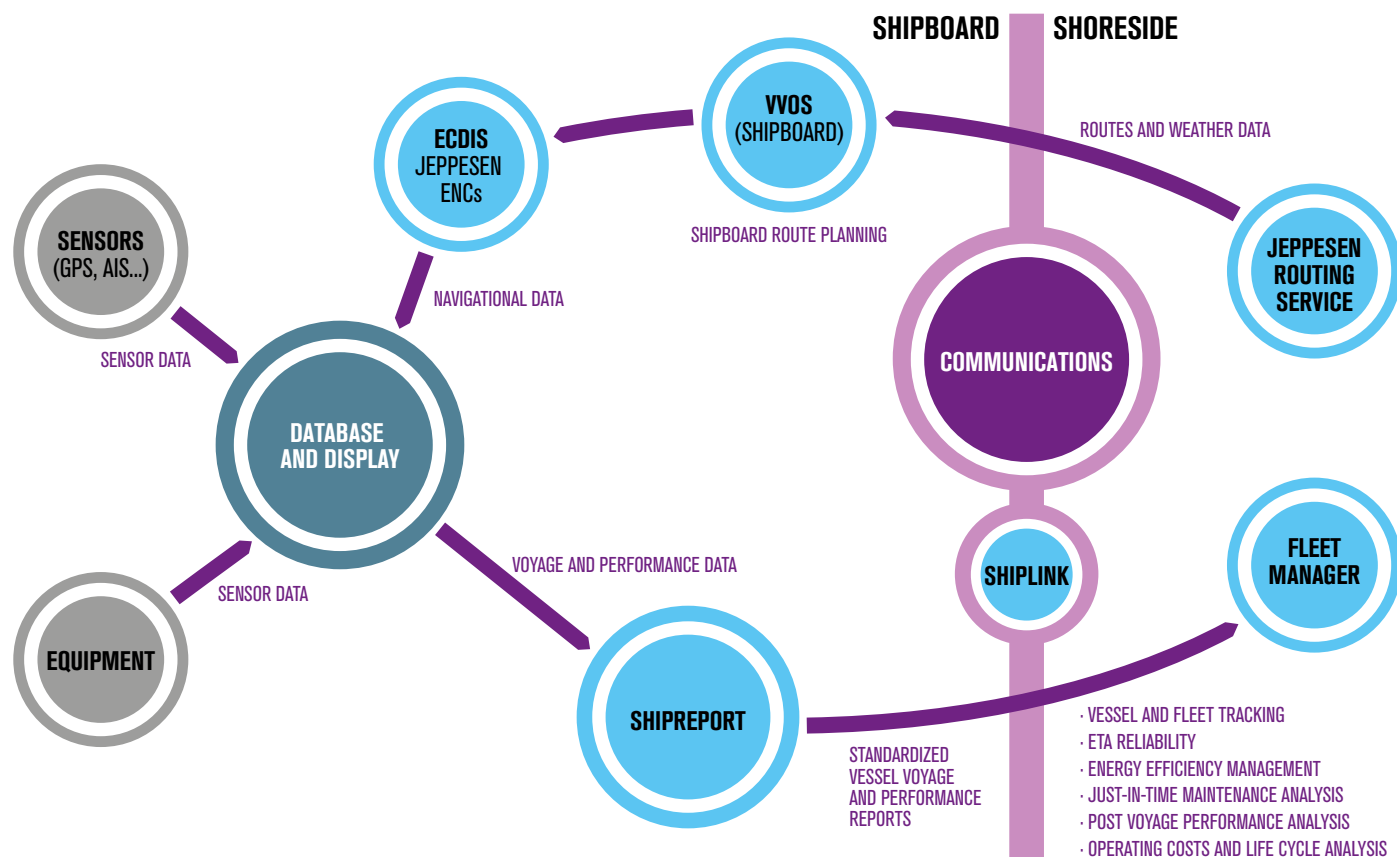 SHIPBOARD
SHORESIDE
VVOS
(SHIPBOARD)
ROUTES AND WEATHER DATA
ECDIS
JEPPESEN
ENCs
SHIPBOARD ROUTE PLANNING
SENSORS
(GPS, AIS...)
JEPPESEN
ROUTING
SERVICE
NAVIGATIONAL DATA
SENSOR DATA
COMMUNICATIONS
DATABASE
AND DISPLAY
VOYAGE AND PERFORMANCE DATA
SHIPLINK
FLEET
MANAGER
SENSOR DATA
EQUIPMENT
SHIPREPORT
STANDARDIZED
VESSEL VOYAGE
AND PERFORMANCE
REPORTS
· VESSEL AND FLEET TRACKING
· ETA RELIABILITY
· ENERGY EFFICIENCY MANAGEMENT
· JUST-IN-TIME MAINTENANCE ANALYSIS
· POST VOYAGE PERFORMANCE ANALYSIS
· OPERATING COSTS AND LIFE CYCLE ANALYSIS